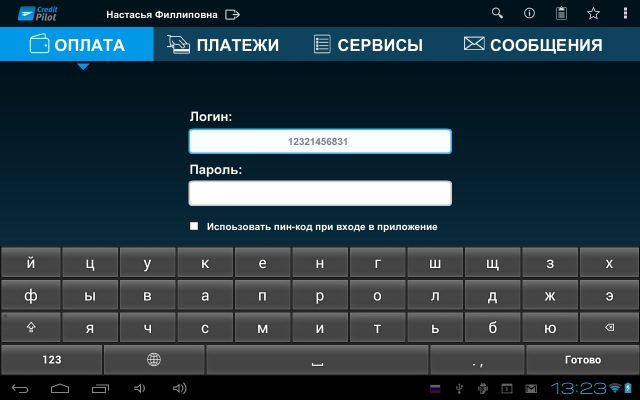 Credit Pilot
Настасья Филлиповна
ОПЛАТА ПЛАТЕЖИ СЕРВИСЫ СООБЩЕНИЯ
Логин:
12321456831
Пароль:
Испоьзовать пин-код при входе в приложение
й ц у к е н г ш щ з х
ф ы в а п р о л д ж э
я ч с м и т ь б ю
123 . , Готово
13:23